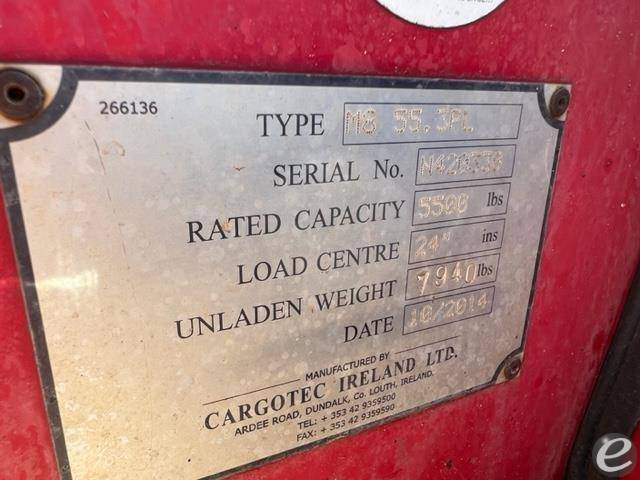 266136
TYPE M8 55.3PL
SERIAL No.
RATED CAPACITY 5500 lbs
LOAD CENTRE 24" ins
UNLADEN WEIGHT 7940 lbs
DATE 10/2014
MANUFACTURED BY
CARGOTEC IRELAND LTD.
ARDEE ROAD, DUNDALK, Co. LOUTH, IRELAND.
TEL: + 353 42 9359500
FAX: + 353 42 9359590
e